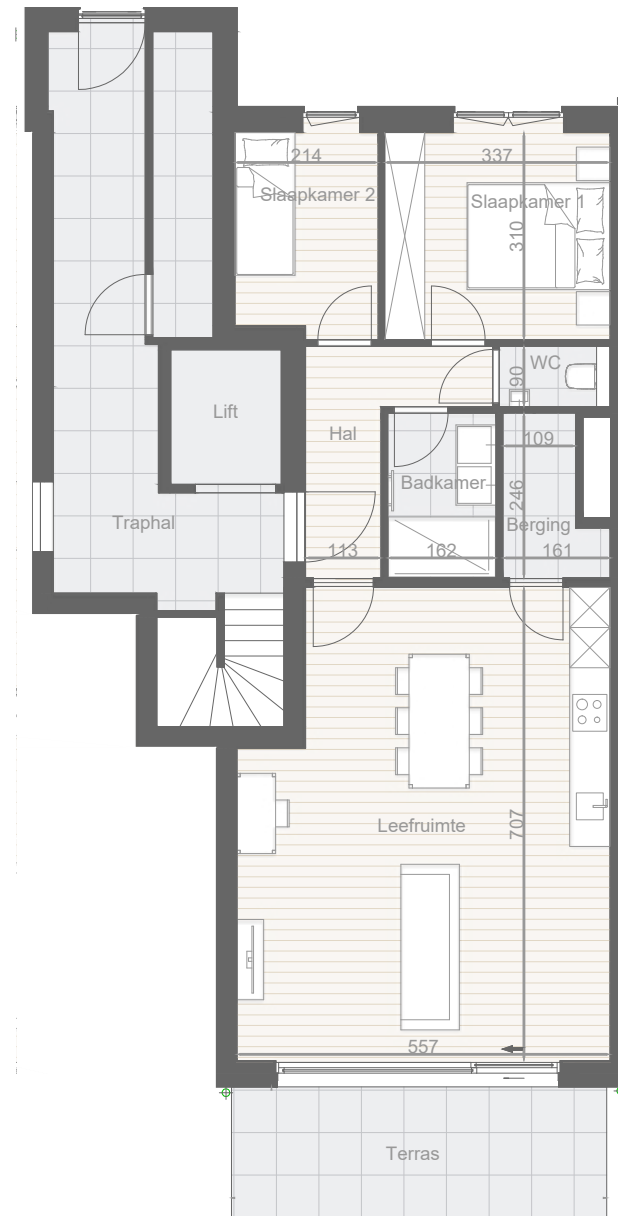 214
337
Slaapkamer 2
Slaapkamer 1
310
WC
90
Lift
Hal
109
Badkamer
246
Traphal
Berging
113
162
161
Leefruimte
707
557
Terras